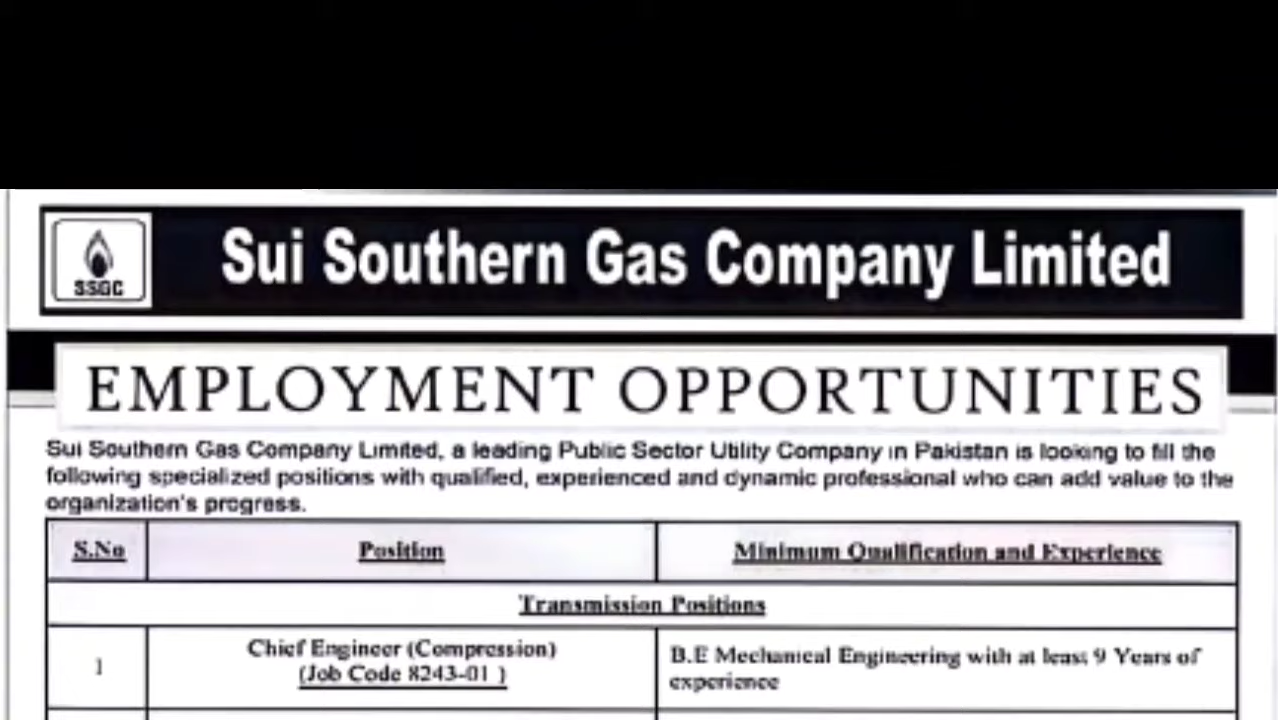 SSGC
Sui Southern Gas Company Limited
EMPLOYMENT OPPORTUNITIES
Sui Southern Gas Company Limited, a leading Public Sector Utility Company in Pakistan is looking to fill the
following specialized positions with qualified, experienced and dynamic professional who can add value to the
organization's progress.
S.No Position Minimum Qualification and Experience
Transmission Positions
1 Chief Engineer (Compression) B.E Mechanical Engineering with at least 9 Years of
(Job Code 8243-01 ) experience